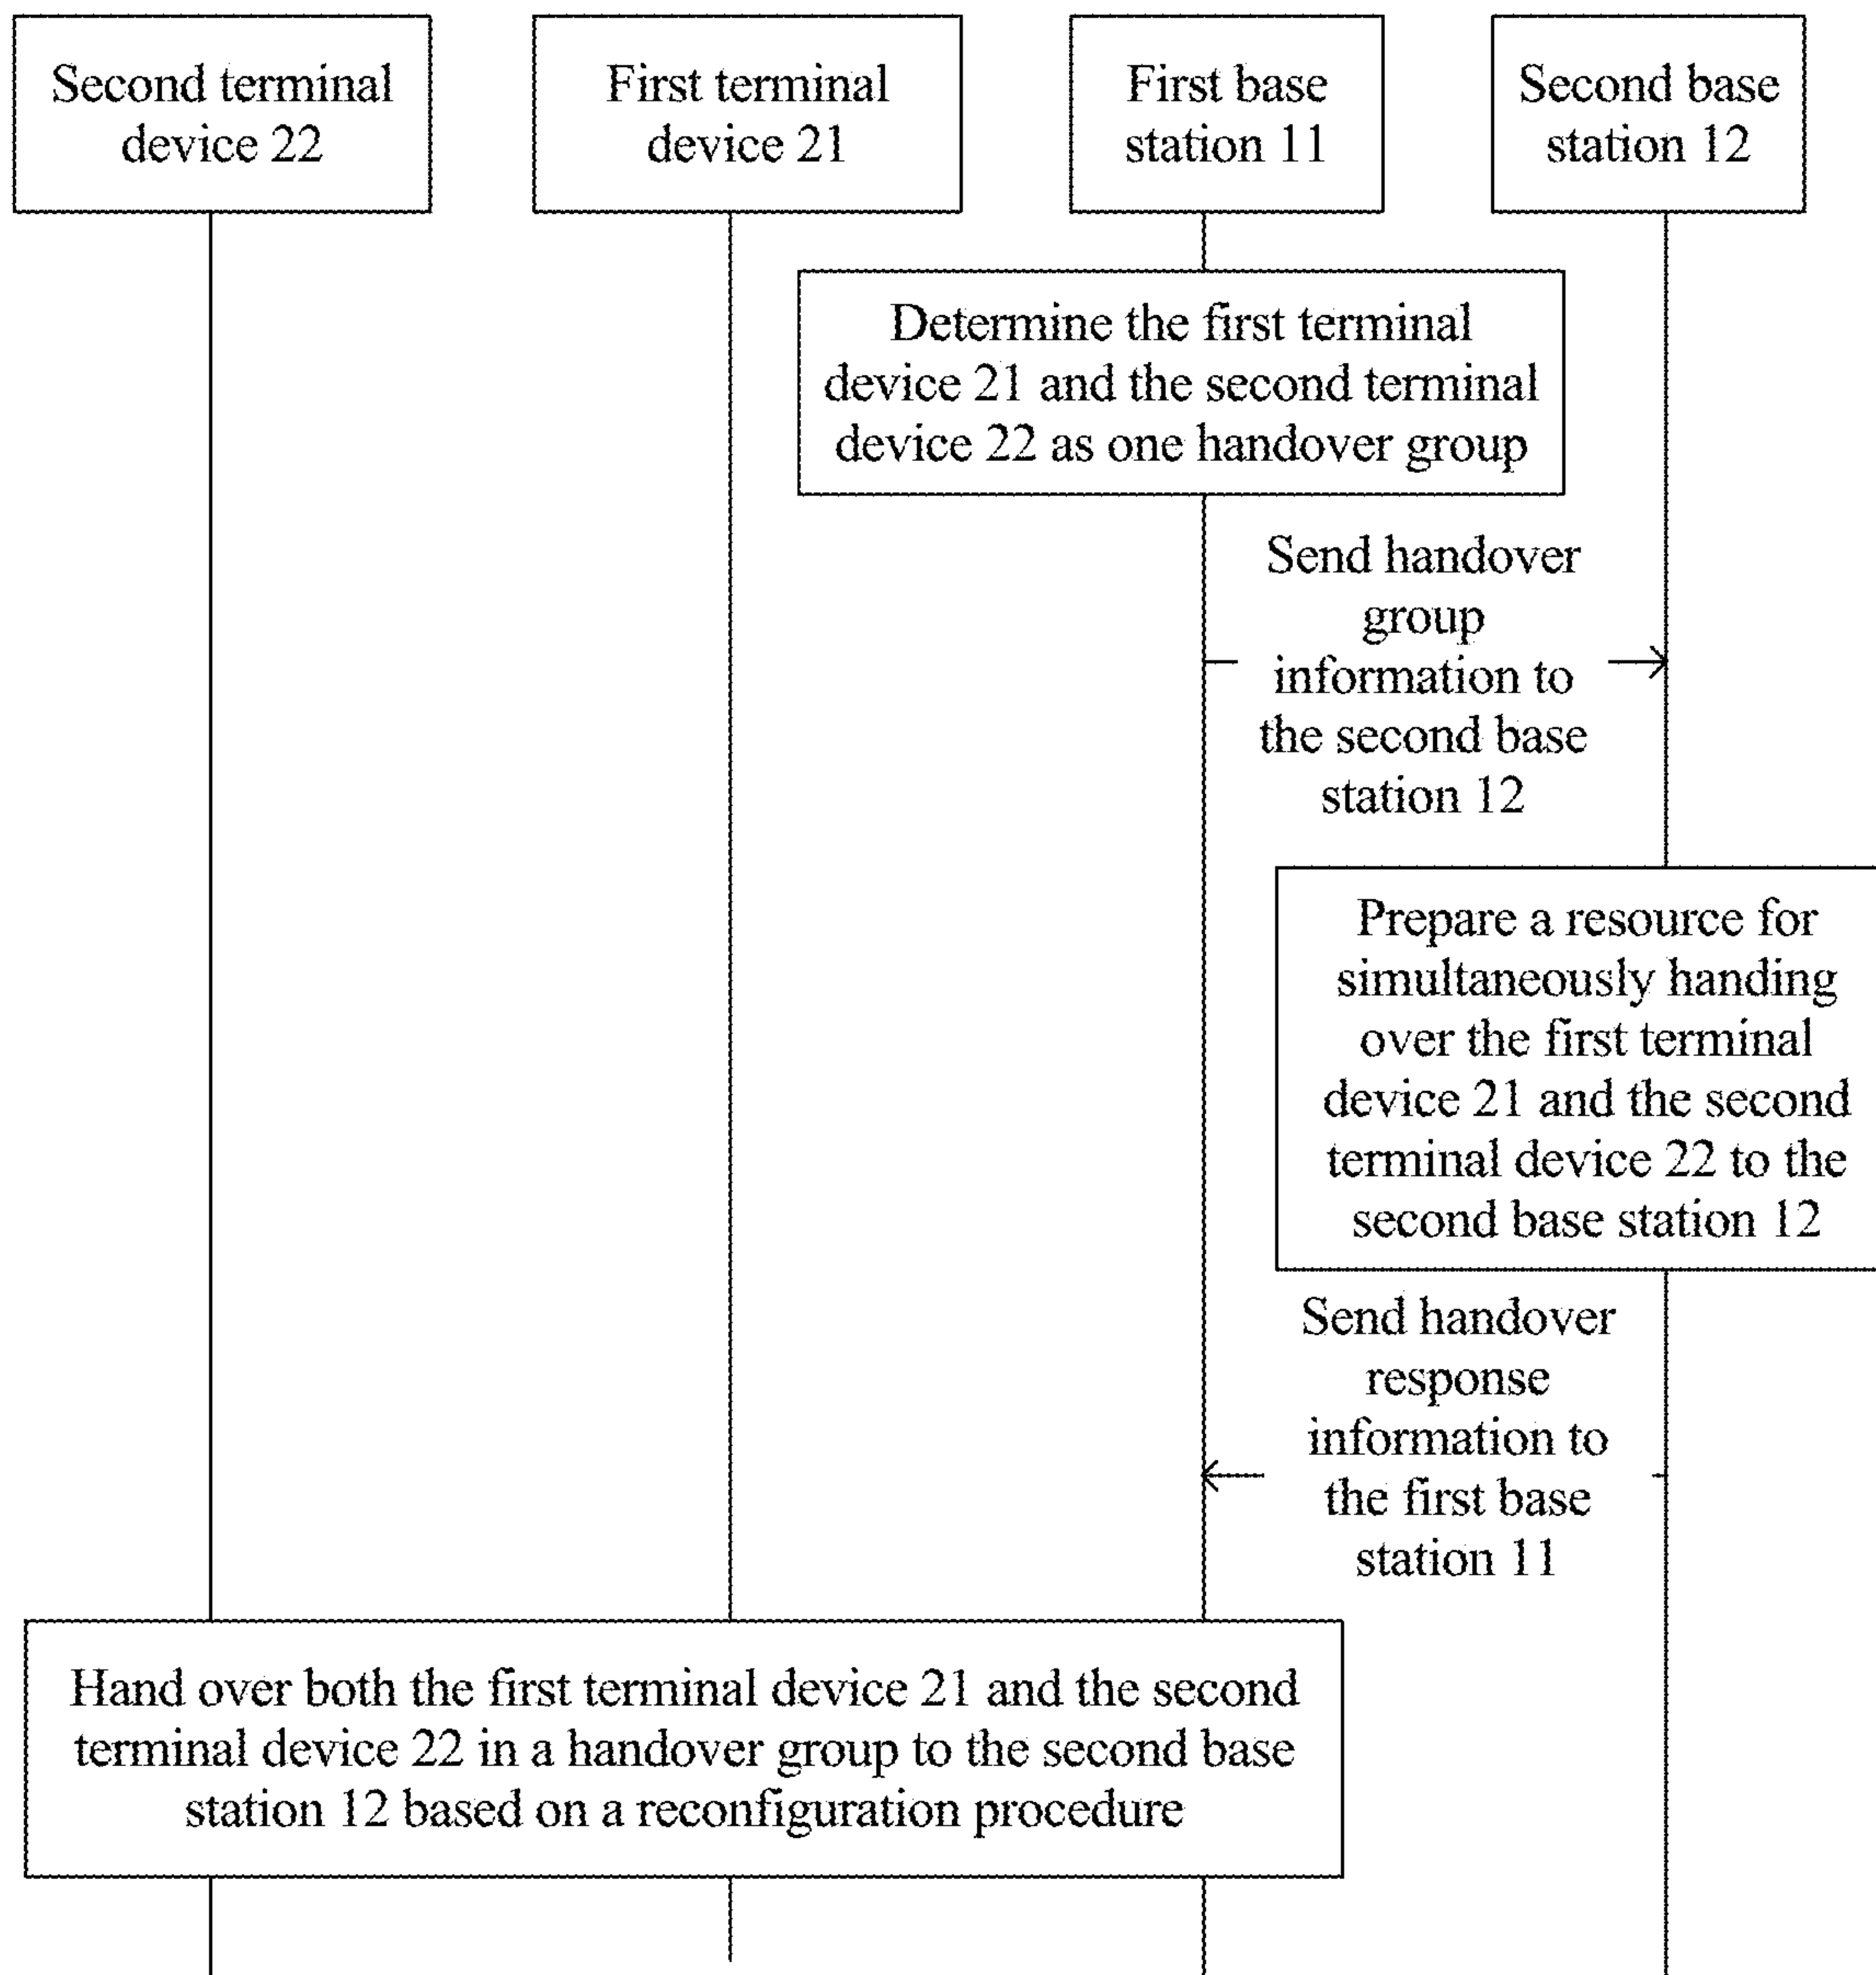 Second terminal
device 22
First terminal
device 21
First base
station 11
Second base
station 12
Determine the first terminal
device 21 and the second terminal
device 22 as one handover group
Send handover
group
information to
the second base
station 12
Prepare a resource for
simultaneously handing
over the first terminal
device 21 and the second
terminal device 22 to the
second base station 12
Send handover
response
information to
the first base
station 11
Hand over both the first terminal device 21 and the second
terminal device 22 in a handover group to the second base
station 12 based on a reconfiguration procedure